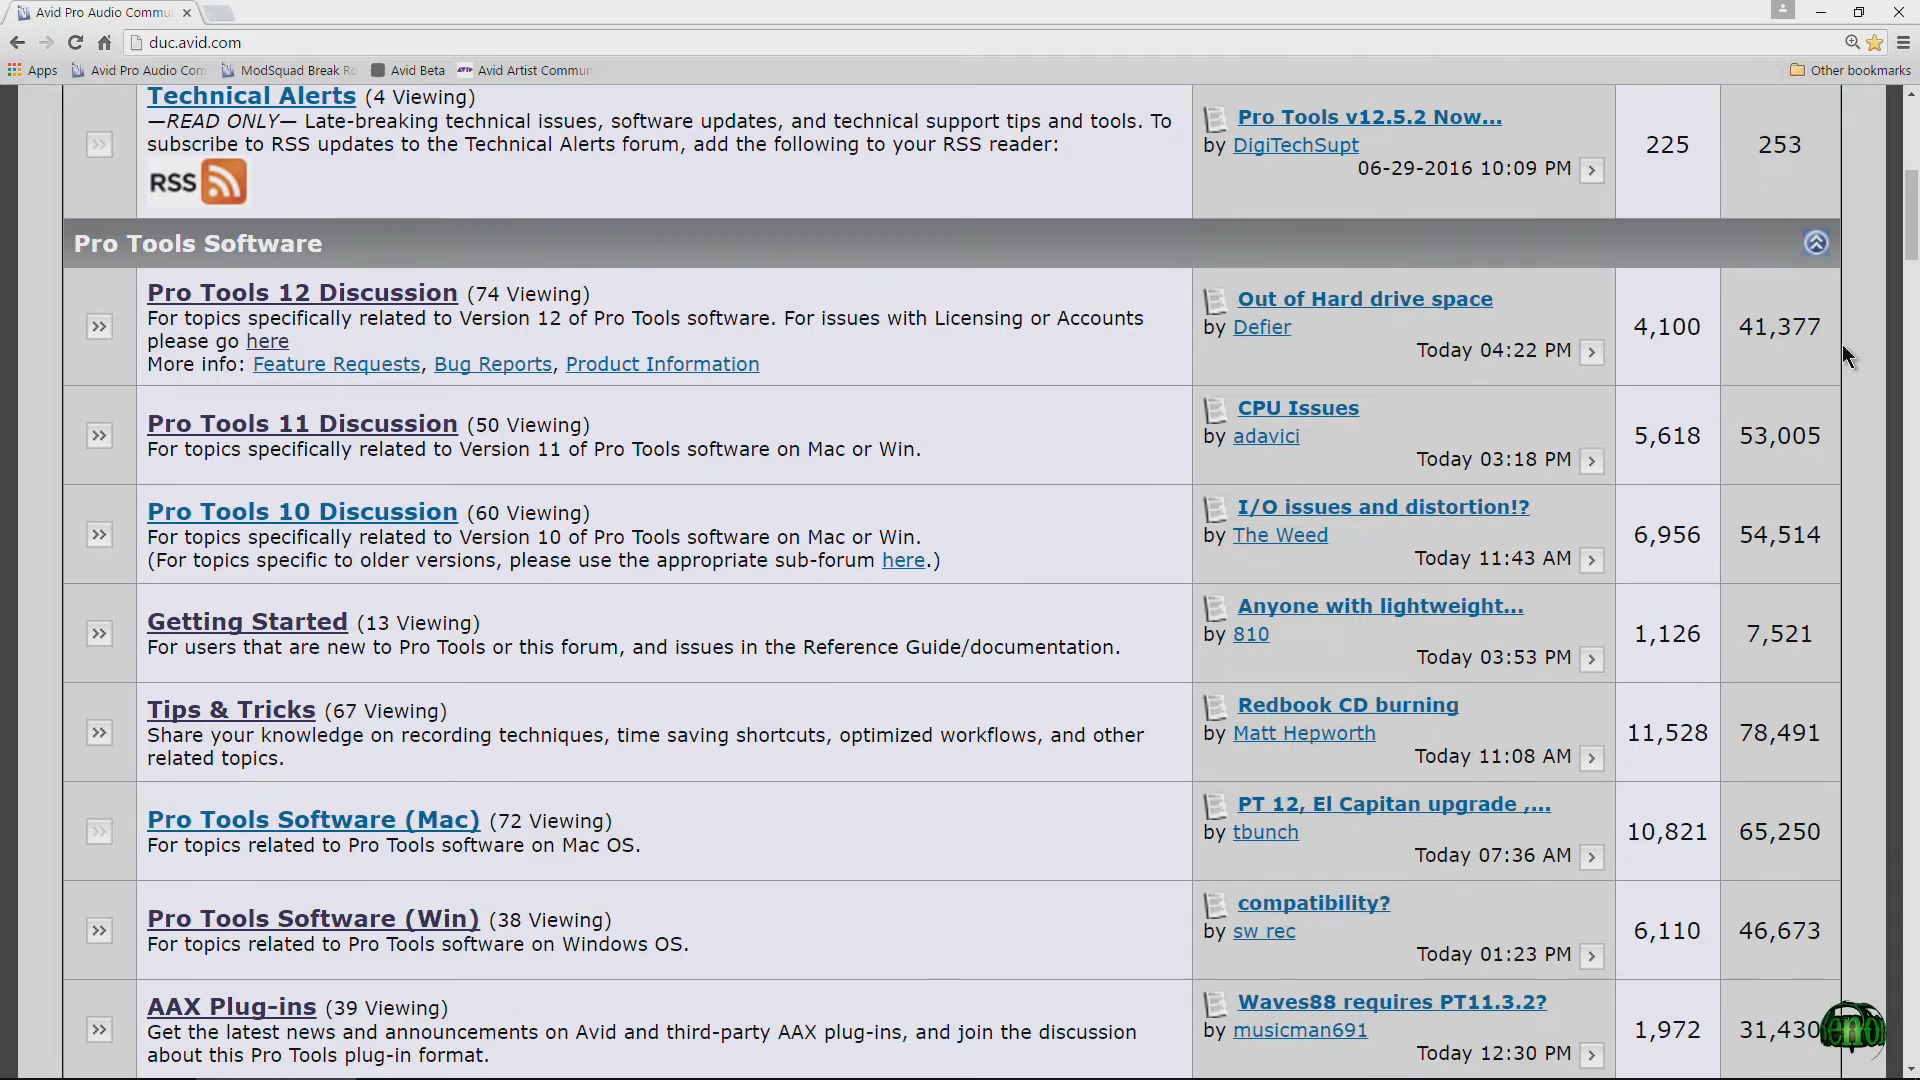 Avid Pro Audio Commu
duc.avid.com
Apps Avid Pro Audio Com ModSquad Break Ro Avid Beta Avid Artist Commun Other bookmarks
Technical Alerts (4 Viewing)
—READ ONLY— Late-breaking technical issues, software updates, and technical support tips and tools. To
subscribe to RSS updates to the Technical Alerts forum, add the following to your RSS reader:
RSS
Pro Tools v12.5.2 Now...
by DigiTechSupt
06-29-2016 10:09 PM
225
253
Pro Tools Software
Pro Tools 12 Discussion (74 Viewing)
For topics specifically related to Version 12 of Pro Tools software. For issues with Licensing or Accounts
please go here
More info: Feature Requests, Bug Reports, Product Information
Out of Hard drive space
by Defier
Today 04:22 PM
4,100
41,377
Pro Tools 11 Discussion (50 Viewing)
For topics specifically related to Version 11 of Pro Tools software on Mac or Win.
CPU Issues
by adavici
Today 03:18 PM
5,618
53,005
Pro Tools 10 Discussion (60 Viewing)
For topics specifically related to Version 10 of Pro Tools software on Mac or Win.
(For topics specific to older versions, please use the appropriate sub-forum here.)
I/O issues and distortion!?
by The Weed
Today 11:43 AM
6,956
54,514
Getting Started (13 Viewing)
For users that are new to Pro Tools or this forum, and issues in the Reference Guide/documentation.
Anyone with lightweight...
by 810
Today 03:53 PM
1,126
7,521
Tips & Tricks (67 Viewing)
Share your knowledge on recording techniques, time saving shortcuts, optimized workflows, and other
related topics.
Redbook CD burning
by Matt Hepworth
Today 11:08 AM
11,528
78,491
Pro Tools Software (Mac) (72 Viewing)
For topics related to Pro Tools software on Mac OS.
PT 12, El Capitan upgrade ,...
by tbunch
Today 07:36 AM
10,821
65,250
Pro Tools Software (Win) (38 Viewing)
For topics related to Pro Tools software on Windows OS.
compatibility?
by sw rec
Today 01:23 PM
6,110
46,673
AAX Plug-ins (39 Viewing)
Get the latest news and announcements on Avid and third-party AAX plug-ins, and join the discussion
about this Pro Tools plug-in format.
Waves88 requires PT11.3.2?
by musicman691
Today 12:30 PM
1,972
31,430